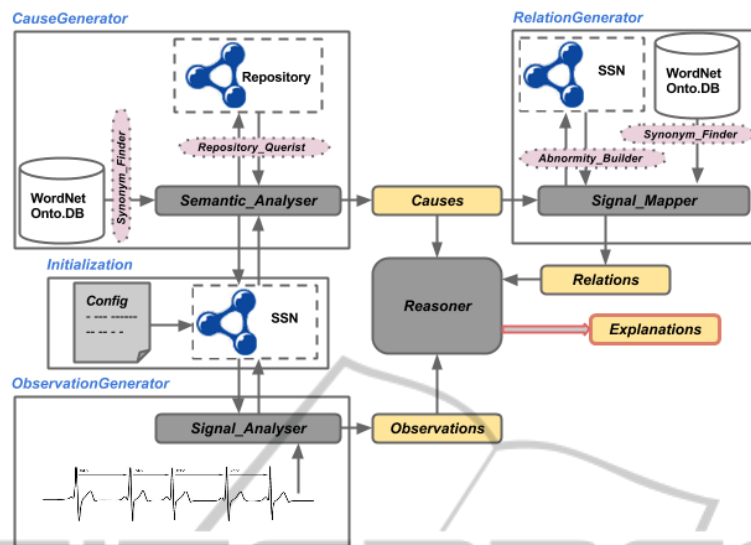 CauseGenerator
Repository
Repository_Querist
Synonym_Finder
WordNet
Onto.DB
Semantic_Analyser
Causes
RelationGenerator
SSN
WordNet
Onto.DB
Synonym_Finder
Abnormity_Builder
Signal_Mapper
Initialization
Config
SSN
Reasoner
Relations
Explanations
ObservationGenerator
Signal_Analyser
Observations